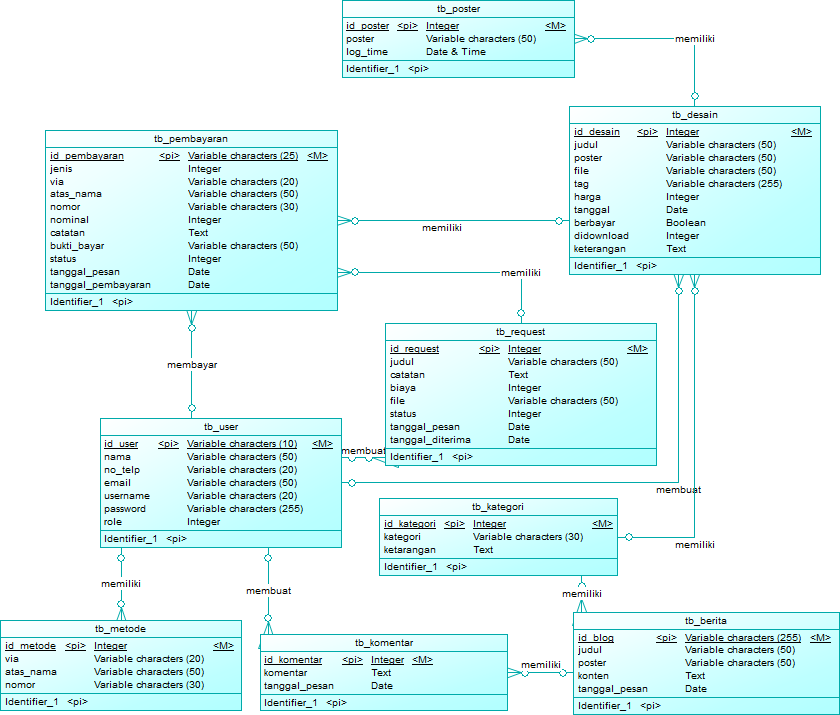 tb_poster
id_poster <pi> Integer <M>
poster Variable characters (50)
log_time Date & Time
Identifier_1 <pi>
memiliki
tb_desain
id_desain <pi> Integer <M>
judul Variable characters (50)
poster Variable characters (50)
file Variable characters (50)
tag Variable characters (255)
harga Integer
tanggal Date
berbayar Boolean
didownload Integer
keterangan Text
Identifier_1 <pi>
tb_pembayaran
id_pembayaran <pi> Variable characters (25) <M>
jenis Integer
via Variable characters (20)
atas_nama Variable characters (50)
nomor Variable characters (30)
nominal Integer
catatan Text
bukti_bayar Variable characters (50)
status Integer
tanggal_pesan Date
tanggal_pembayaran Date
Identifier_1 <pi>
memiliki
memiliki
tb_request
id_request <pi> Integer <M>
judul Variable characters (50)
catatan Text
biaya Integer
file Variable characters (50)
status Integer
tanggal_pesan Date
tanggal_diterima Date
Identifier_1 <pi>
membayar
tb_user
id_user <pi> Variable characters (10) <M>
nama Variable characters (50)
no_telp Variable characters (20)
email Variable characters (50)
username Variable characters (20)
password Variable characters (255)
role Integer
Identifier_1 <pi>
membuat
membuat
tb_kategori
id_kategori <pi> Integer <M>
kategori Variable characters (30)
ketarangan Text
Identifier_1 <pi>
memiliki
memiliki
membuat
memiliki
tb_metode
id_metode <pi> Integer <M>
via Variable characters (20)
atas_nama Variable characters (50)
nomor Variable characters (30)
Identifier_1 <pi>
tb_komentar
id_komentar <pi> Integer <M>
komentar Text
tanggal_pesan Date
Identifier_1 <pi>
memiliki
tb_berita
id_blog <pi> Variable characters (255) <M>
judul Variable characters (50)
poster Variable characters (50)
konten Text
tanggal_pesan Date
Identifier_1 <pi>